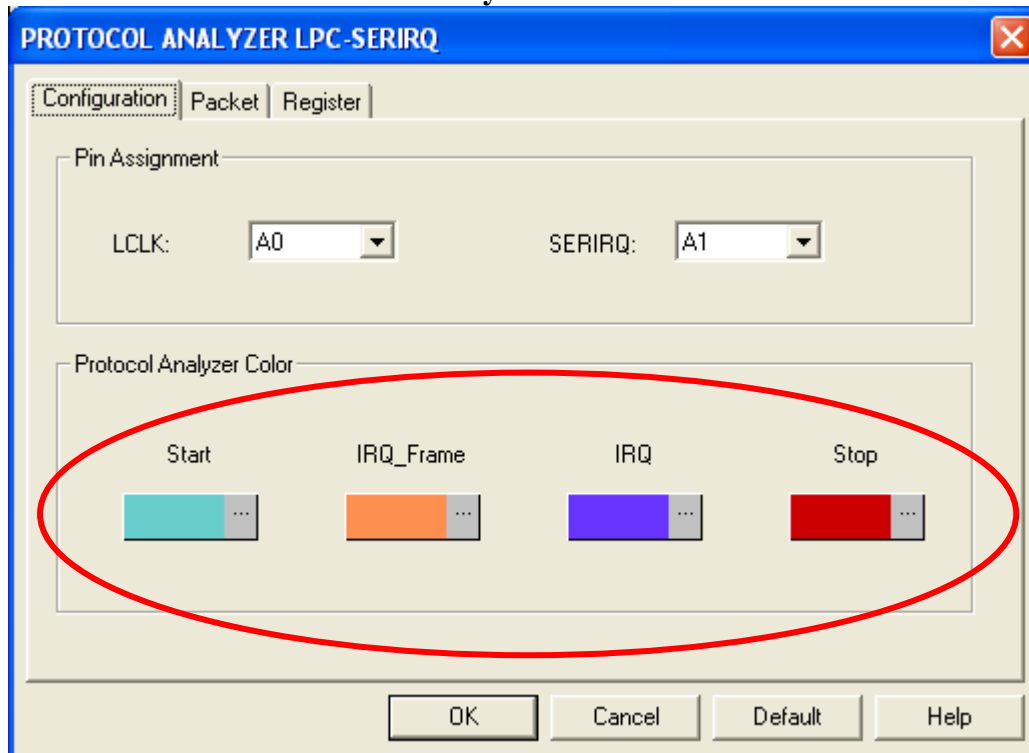 PROTOCOL ANALYZER LPC-SERIRQ
Configuration Packet Register
Pin Assignment
LCLK: A0 SERIRQ: A1
Protocol Analyzer Color
Start IRQ_Frame IRQ Stop
... ... ... ...
OK Cancel Default Help